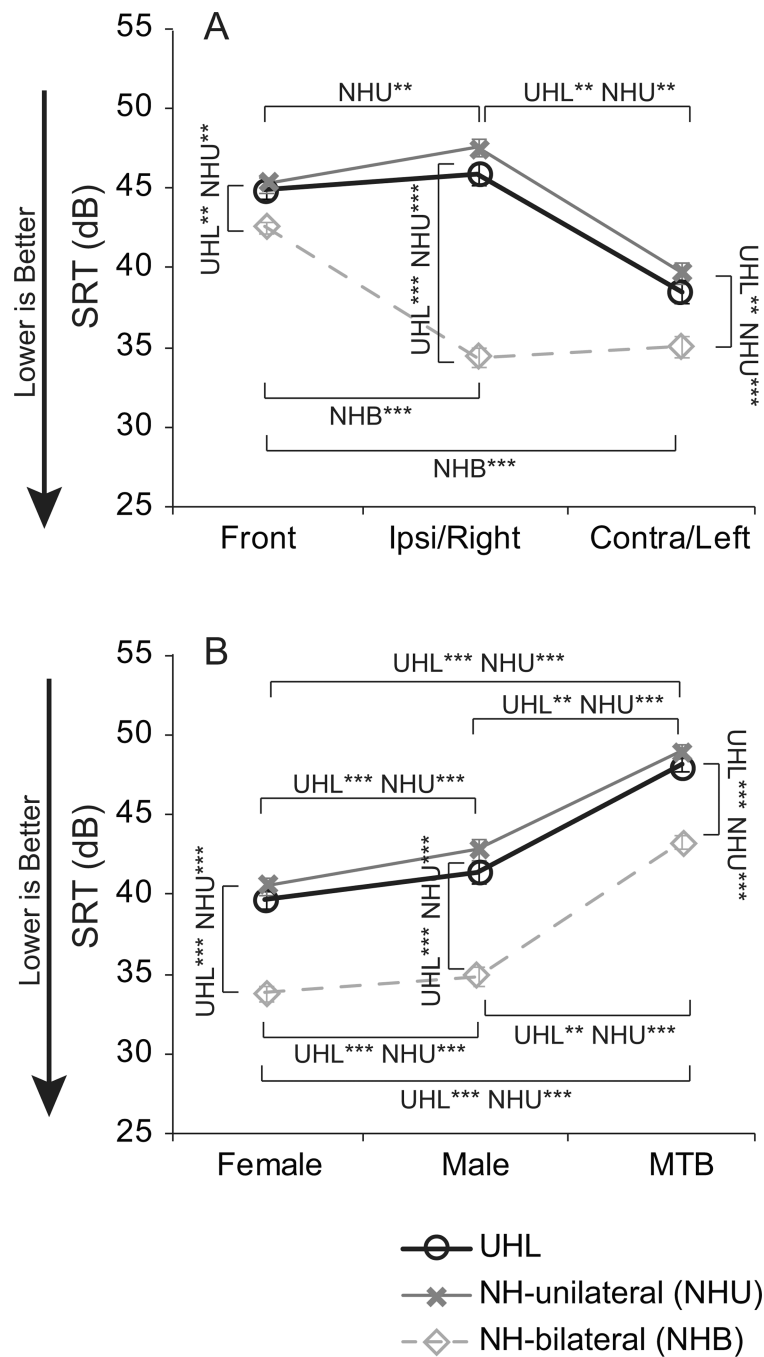 A
55
50
45
40
35
30
25
SRT (dB)
Lower is Better
NHU**
UHL** NHU**
UHL** NHU**
UHL*** NHU***
UHL ** NHU***
NHB***
NHB***
Front
Ipsi/Right
Contra/Left
B
55
50
45
40
35
30
25
SRT (dB)
Lower is Better
UHL*** NHU***
UHL** NHU***
UHL*** NHU***
UHL*** NHU***
UHL *** NHU***
UHL *** NHU***
UHL** NHU***
UHL*** NHU***
UHL*** NHU***
Female
Male
MTB
UHL
NH-unilateral (NHU)
NH-bilateral (NHB)